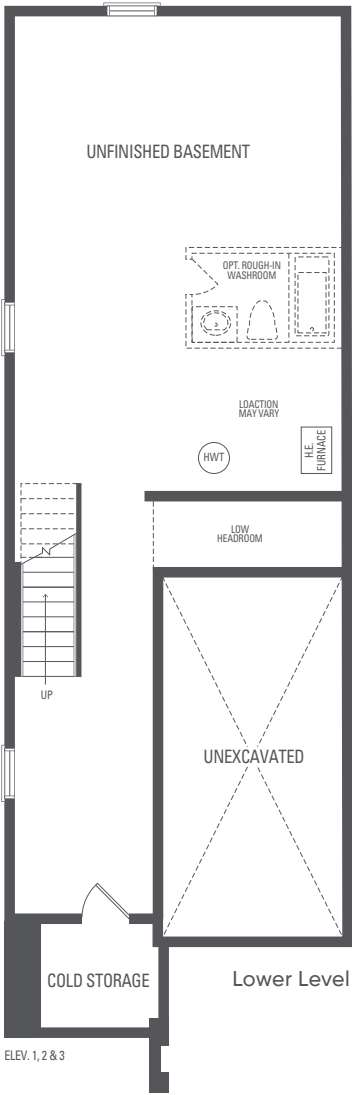 UNFINISHED BASEMENT
OPT. ROUGH-IN
WASHROOM
LOACTION
MAY VARY
HWT
H.E.
FURNACE
LOW
HEADROOM
UP
UNEXCAVATED
COLD STORAGE
Lower Level
ELEV. 1, 2 & 3